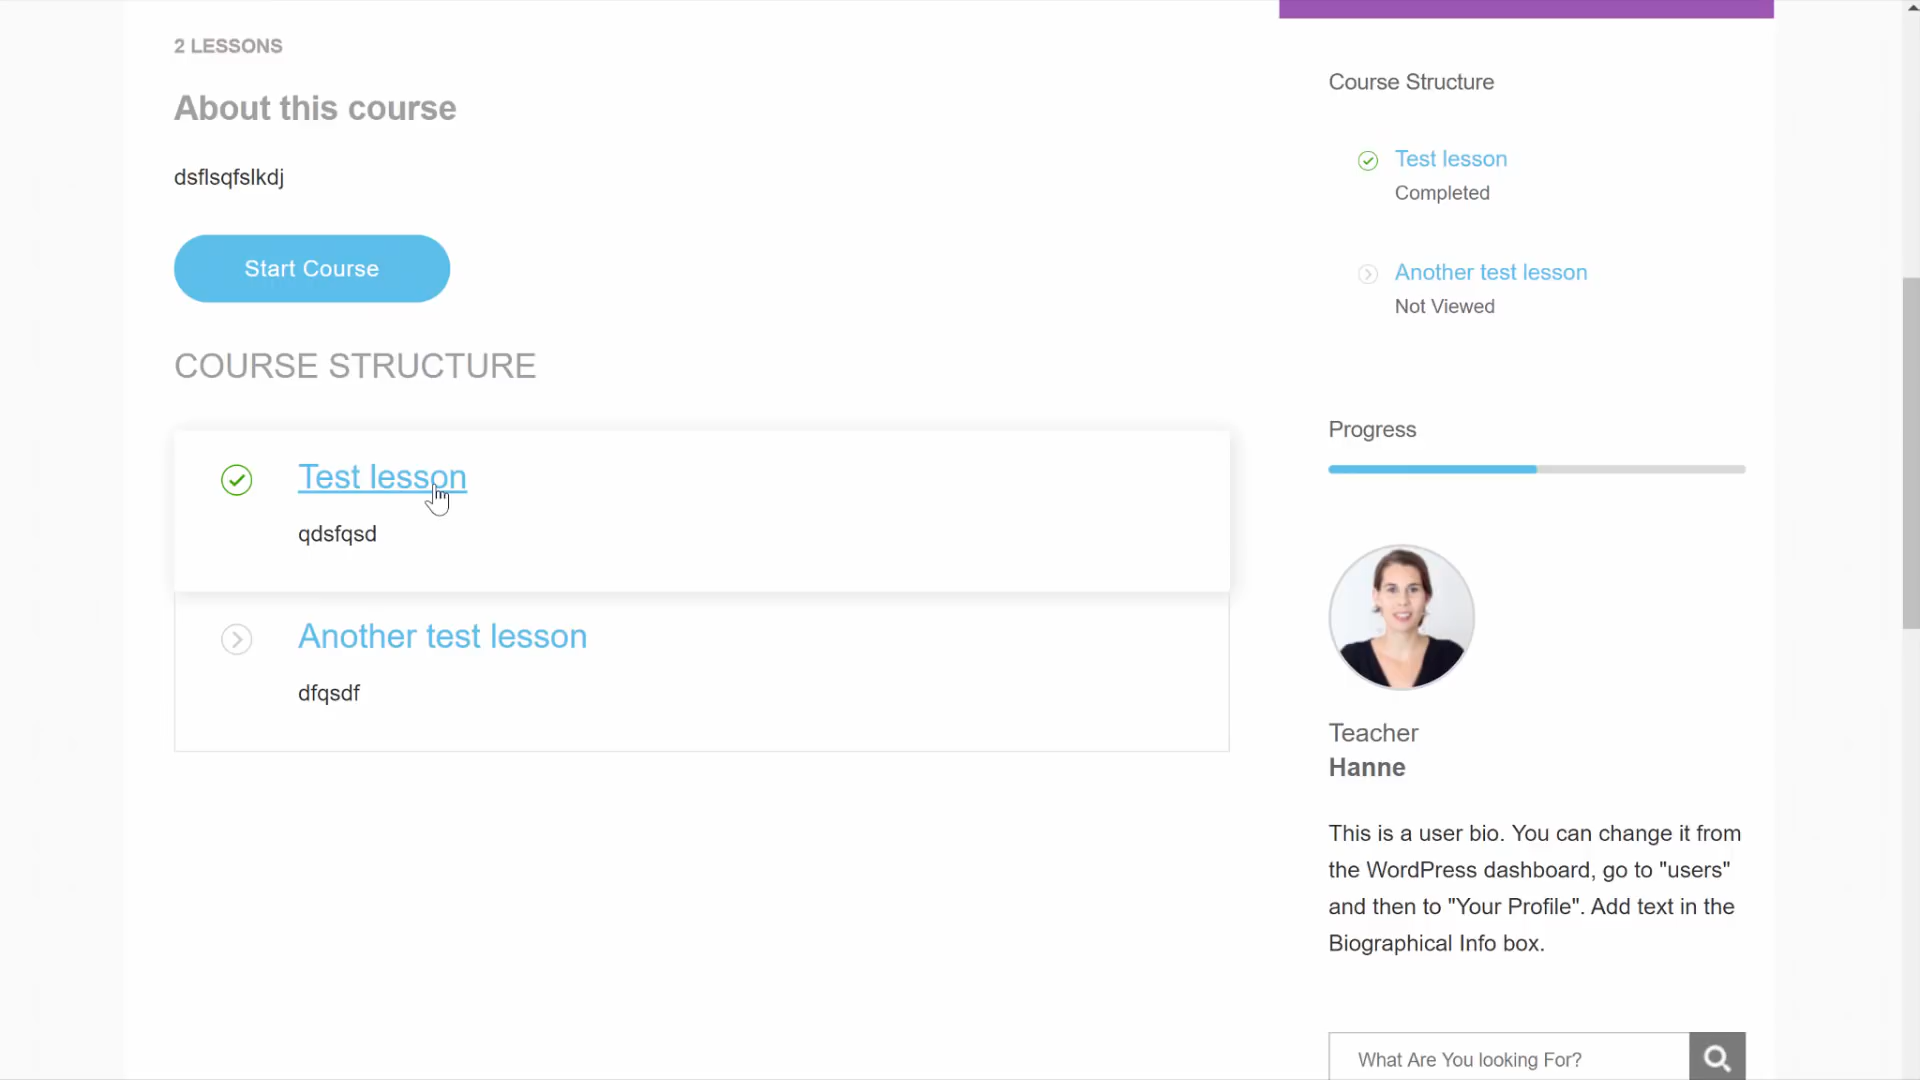 2 LESSONS
About this course
dsflsqfslkdj
Start Course
COURSE STRUCTURE
Test lesson
qdsfqsd
Another test lesson
dfqsdf
Course Structure
Test lesson
Completed
Another test lesson
Not Viewed
Progress
Teacher
Hanne
This is a user bio. You can change it from
the WordPress dashboard, go to "users"
and then to "Your Profile". Add text in the
Biographical Info box.
What Are You looking For?